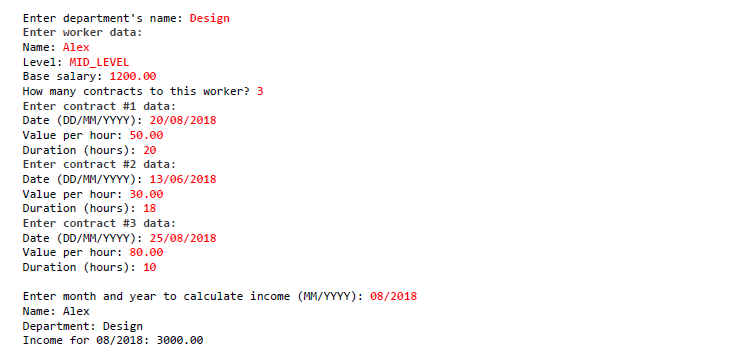 Enter department's name: Design
Enter worker data:
Name: Alex
Level: MID_LEVEL
Base salary: 1200.00
How many contracts to this worker? 3
Enter contract #1 data:
Date (DD/MM/YYYY): 20/08/2018
Value per hour: 50.00
Duration (hours): 20
Enter contract #2 data:
Date (DD/MM/YYYY): 13/06/2018
Value per hour: 30.00
Duration (hours): 18
Enter contract #3 data:
Date (DD/MM/YYYY): 25/08/2018
Value per hour: 80.00
Duration (hours): 10
Enter month and year to calculate income (MM/YYYY): 08/2018
Name: Alex
Department: Design
Income for 08/2018: 3000.00